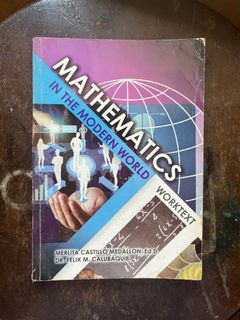 MATHEMATICS
IN THE MODERN WORLD
WORKTEXT
MERLITA CASTILLO MEDALLON, Ed.D.
DR. FELIX M. CALUBAQUIB